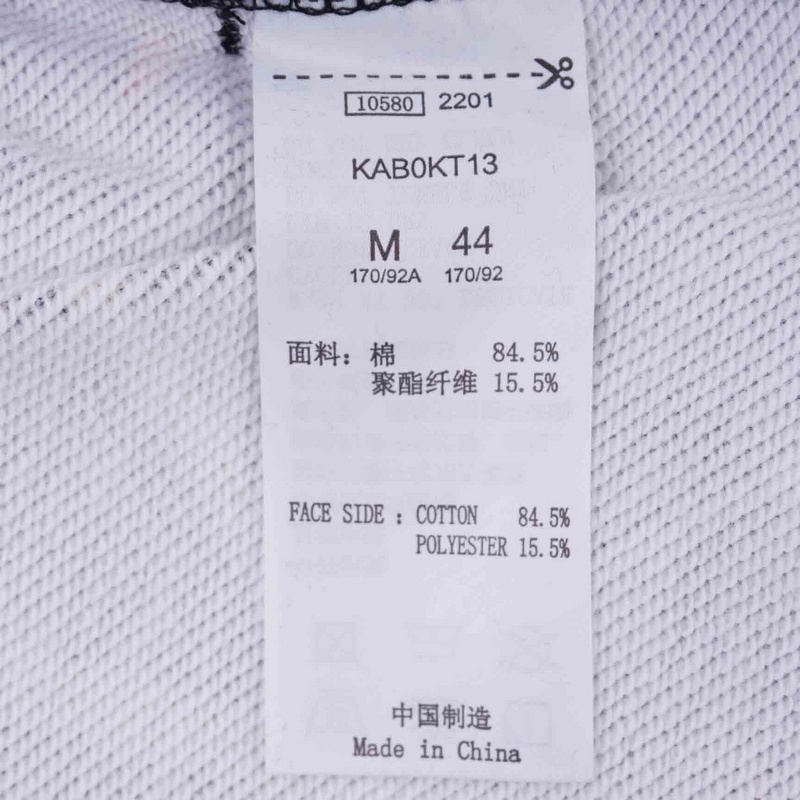 10580 2201
KAB0KT13
M 44
170/92A 170/92
面料：棉 84.5%
聚酯纤维 15.5%
FACE SIDE : COTTON 84.5%
POLYESTER 15.5%
中国制造
Made in China